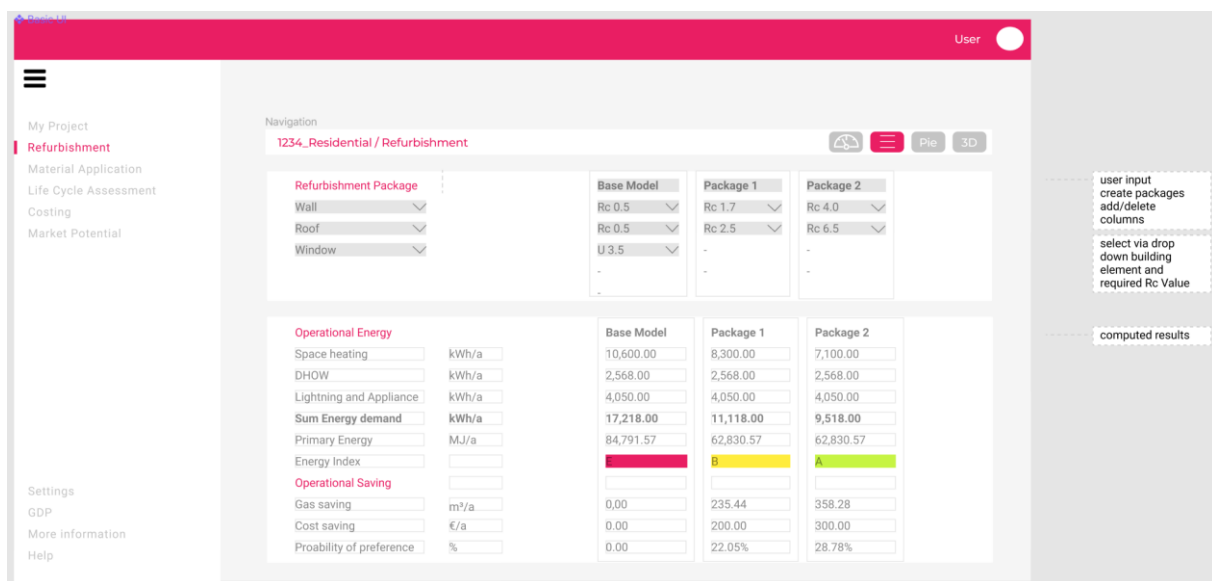 Basic UI
User
My Project
Refurbishment
Material Application
Life Cycle Assessment
Costing
Market Potential
Settings
GDP
More information
Help
Navigation
1234_Residential / Refurbishment
Pie 3D
Refurbishment Package Base Model Package 1 Package 2
Wall Rc 0.5 Rc 1.7 Rc 4.0
Roof Rc 0.5 Rc 2.5 Rc 6.5
Window U 3.5 - -
- - -
-
Operational Energy Base Model Package 1 Package 2
Space heating kWh/a 10,600.00 8,300.00 7,100.00
DHOW kWh/a 2,568.00 2,568.00 2,568.00
Lightning and Appliance kWh/a 4,050.00 4,050.00 4,050.00
Sum Energy demand kWh/a 17,218.00 11,118.00 9,518.00
Primary Energy MJ/a 84,791.57 62,830.57 62,830.57
Energy Index E B A
Operational Saving
Gas saving m³/a 0,00 235.44 358.28
Cost saving €/a 0.00 200.00 300.00
Proability of preference % 0.00 22.05% 28.78%
user input
create packages
add/delete
columns
select via drop
down building
element and
required Rc Value
computed results